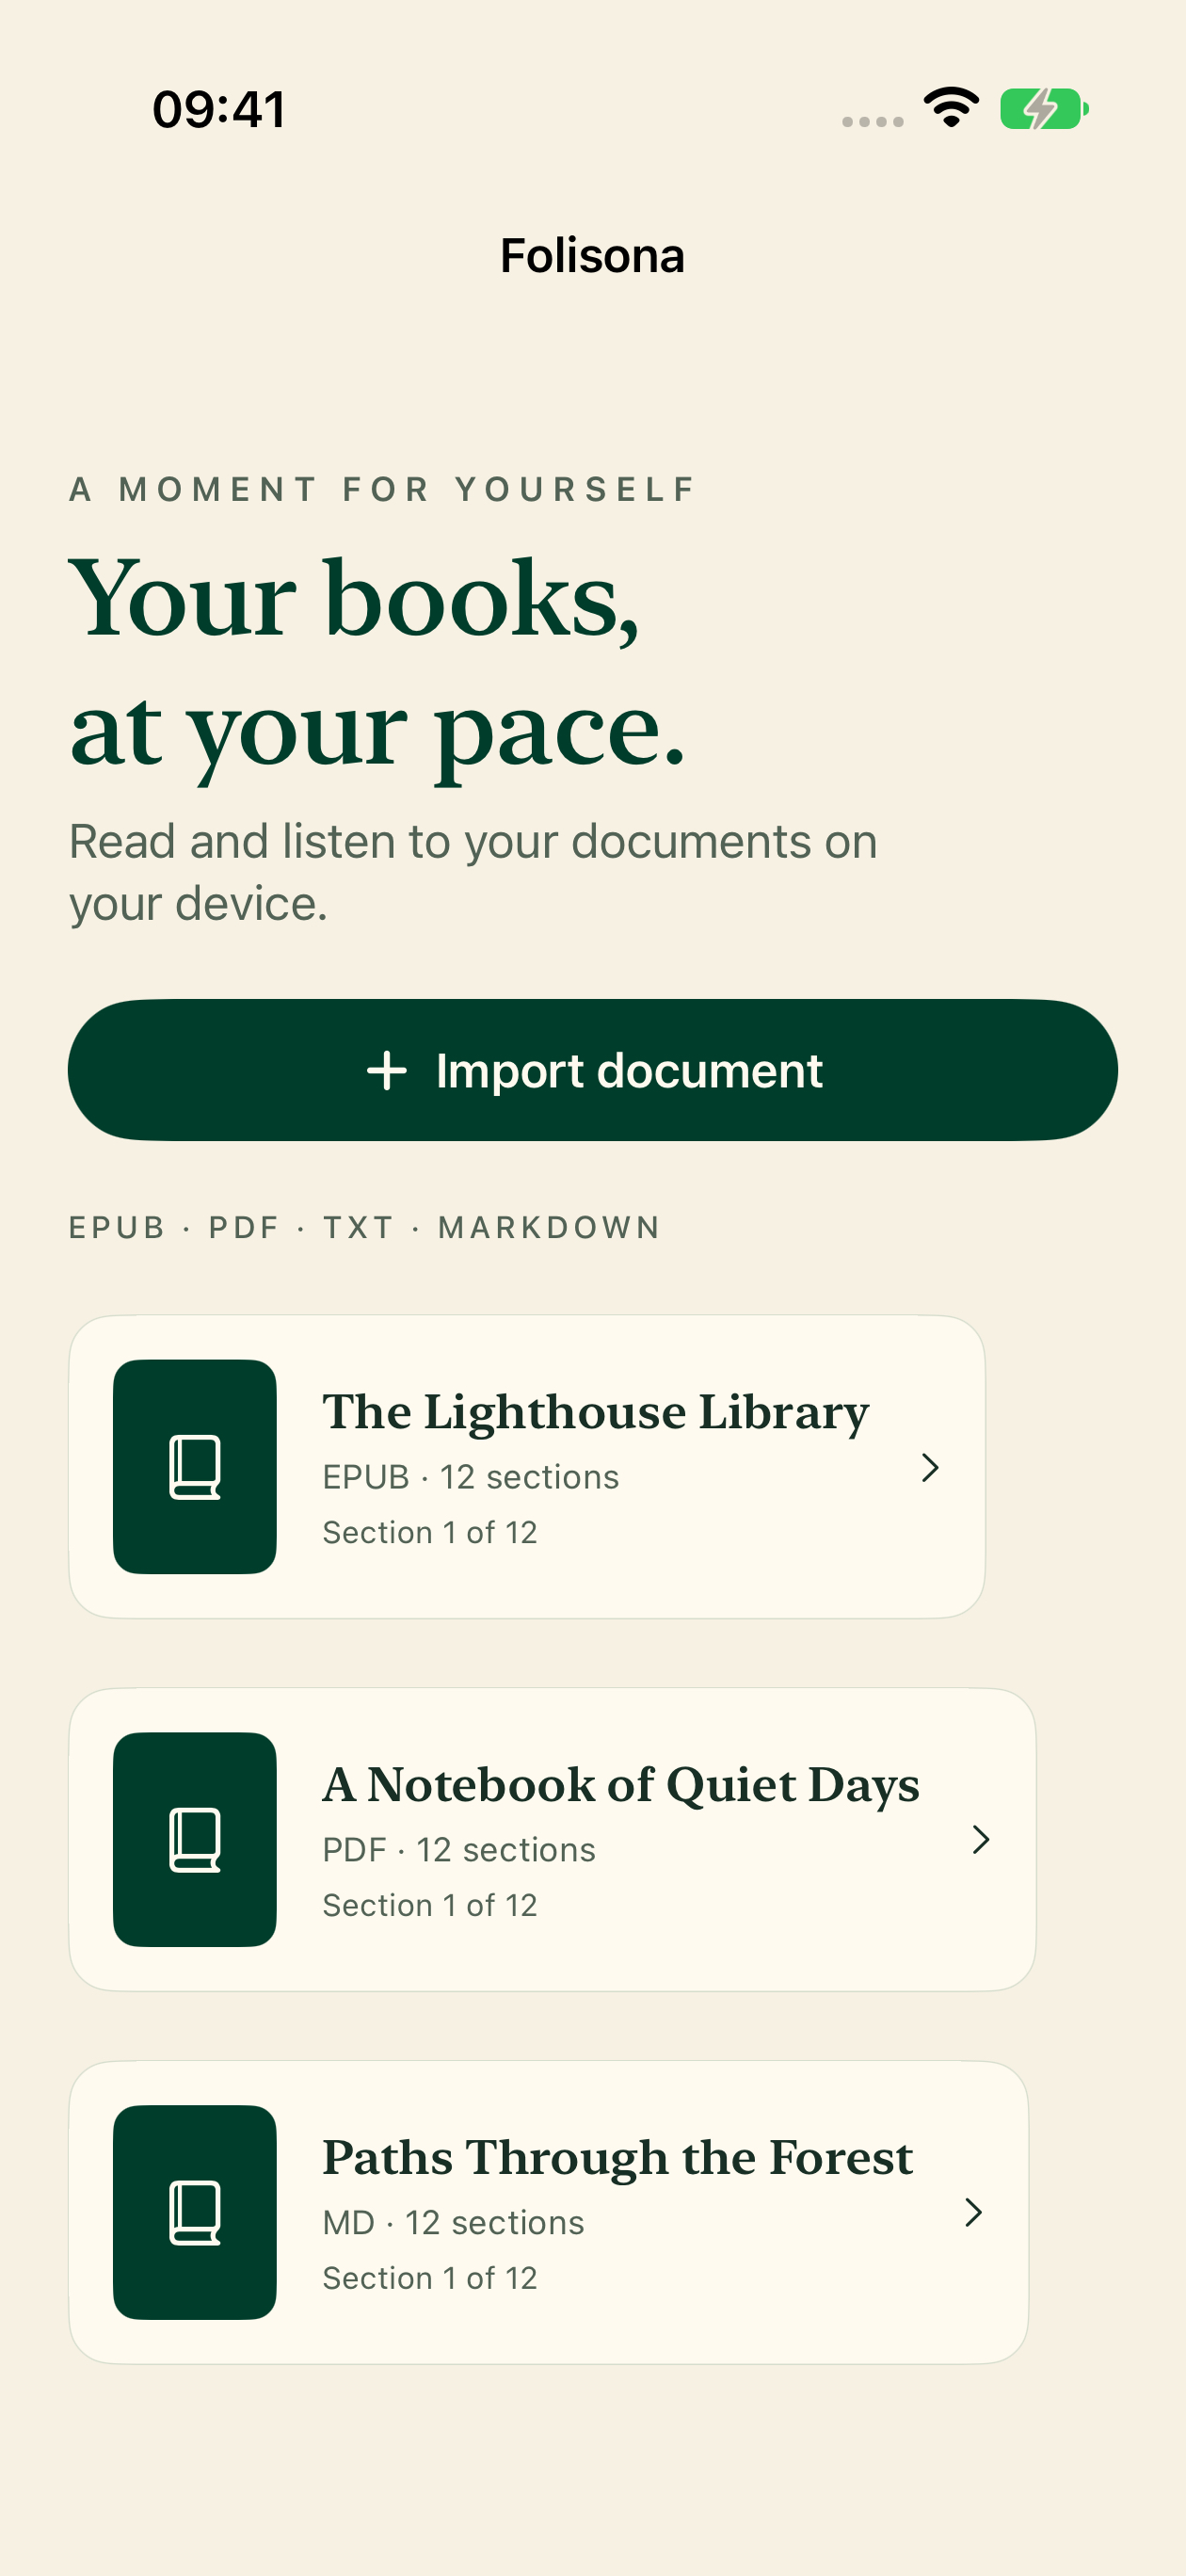 09:41
Folisona
A MOMENT FOR YOURSELF
Your books,
at your pace.
Read and listen to your documents on
your device.
Import document
EPUB · PDF · TXT · MARKDOWN
The Lighthouse Library
EPUB · 12 sections
Section 1 of 12
A Notebook of Quiet Days
PDF · 12 sections
Section 1 of 12
Paths Through the Forest
MD · 12 sections
Section 1 of 12